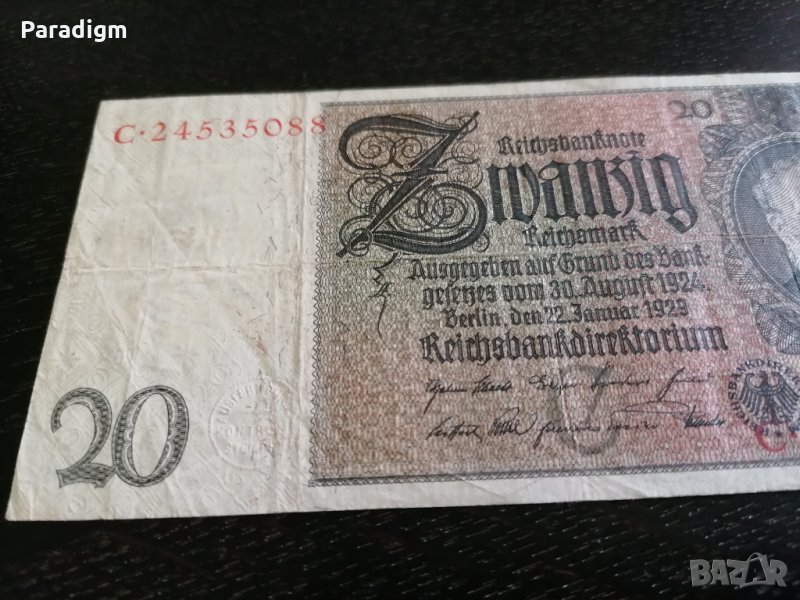 Paradigm
C·24535088
20
Reichsbanknote
Zwanzig
Reichsmark
Ausgegeben auf Grund des Bank-
gesetzes vom 30. August 1924.
Berlin, den 22. Januar 1929
Reichsbankdirektorium
20
BAZAR